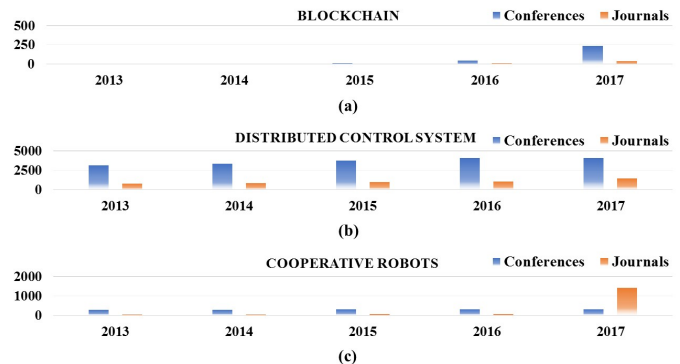 BLOCKCHAIN
Conferences Journals
500
250
0
2013 2014 2015 2016 2017
(a)
DISTRIBUTED CONTROL SYSTEM
Conferences Journals
5000
2500
0
2013 2014 2015 2016 2017
(b)
COOPERATIVE ROBOTS
Conferences Journals
2000
1000
0
2013 2014 2015 2016 2017
(c)